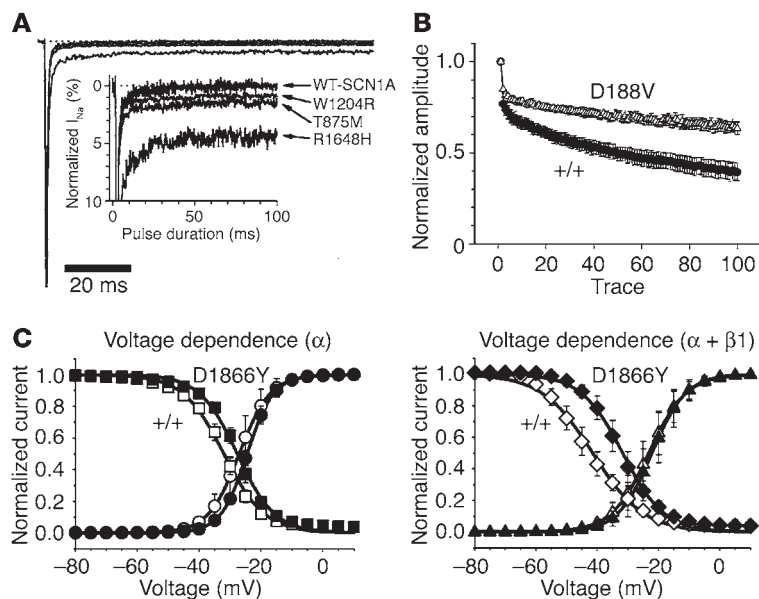 A
Normalized I_Na (%)
0
5
10
WT-SCN1A
W1204R
T875M
R1648H
0
50
100
Pulse duration (ms)
20 ms
B
Normalized amplitude
1.0
0.5
0
D188V
+/+
0
20
40
60
80
100
Trace
C
Voltage dependence (α)
Normalized current
1.0
0.8
0.6
0.4
0.2
0.0
D1866Y
+/+
−80
−60
−40
−20
0
Voltage (mV)
Voltage dependence (α + β1)
Normalized current
1.0
0.8
0.6
0.4
0.2
0.0
D1866Y
+/+
−80
−60
−40
−20
0
Voltage (mV)